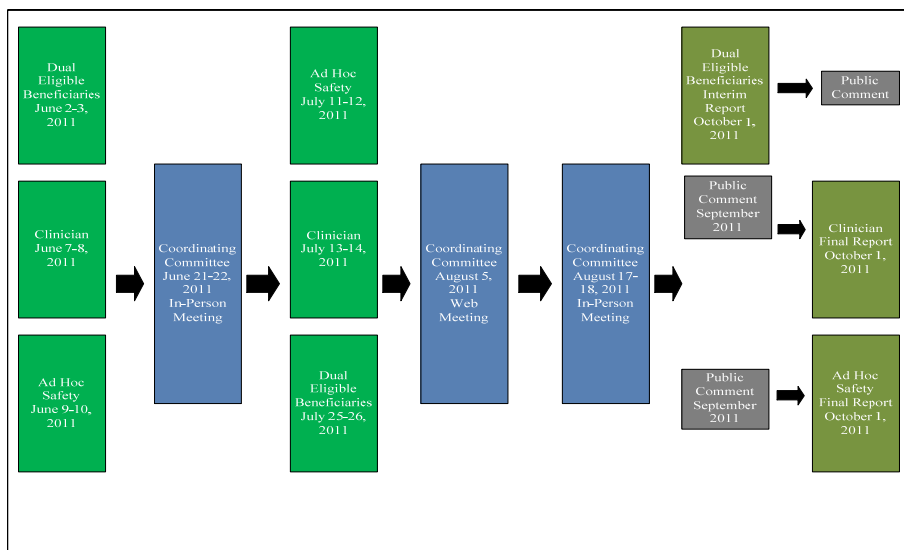 Dual
Eligible
Beneficiaries
June 2-3,
2011
Clinician
June 7-8,
2011
Ad Hoc
Safety
June 9-10,
2011
Coordinating
Committee
June 21-22,
2011
In-Person
Meeting
Ad Hoc
Safety
July 11-12,
2011
Clinician
July 13-14,
2011
Dual
Eligible
Beneficiaries
July 25-26,
2011
Coordinating
Committee
August 5,
2011
Web
Meeting
Coordinating
Committee
August 17-
18, 2011
In-Person
Meeting
Dual
Eligible
Beneficiaries
Interim
Report
October 1,
2011
Public
Comment
Public
Comment
September
2011
Clinician
Final Report
October 1,
2011
Public
Comment
September
2011
Ad Hoc
Safety
Final Report
October 1,
2011